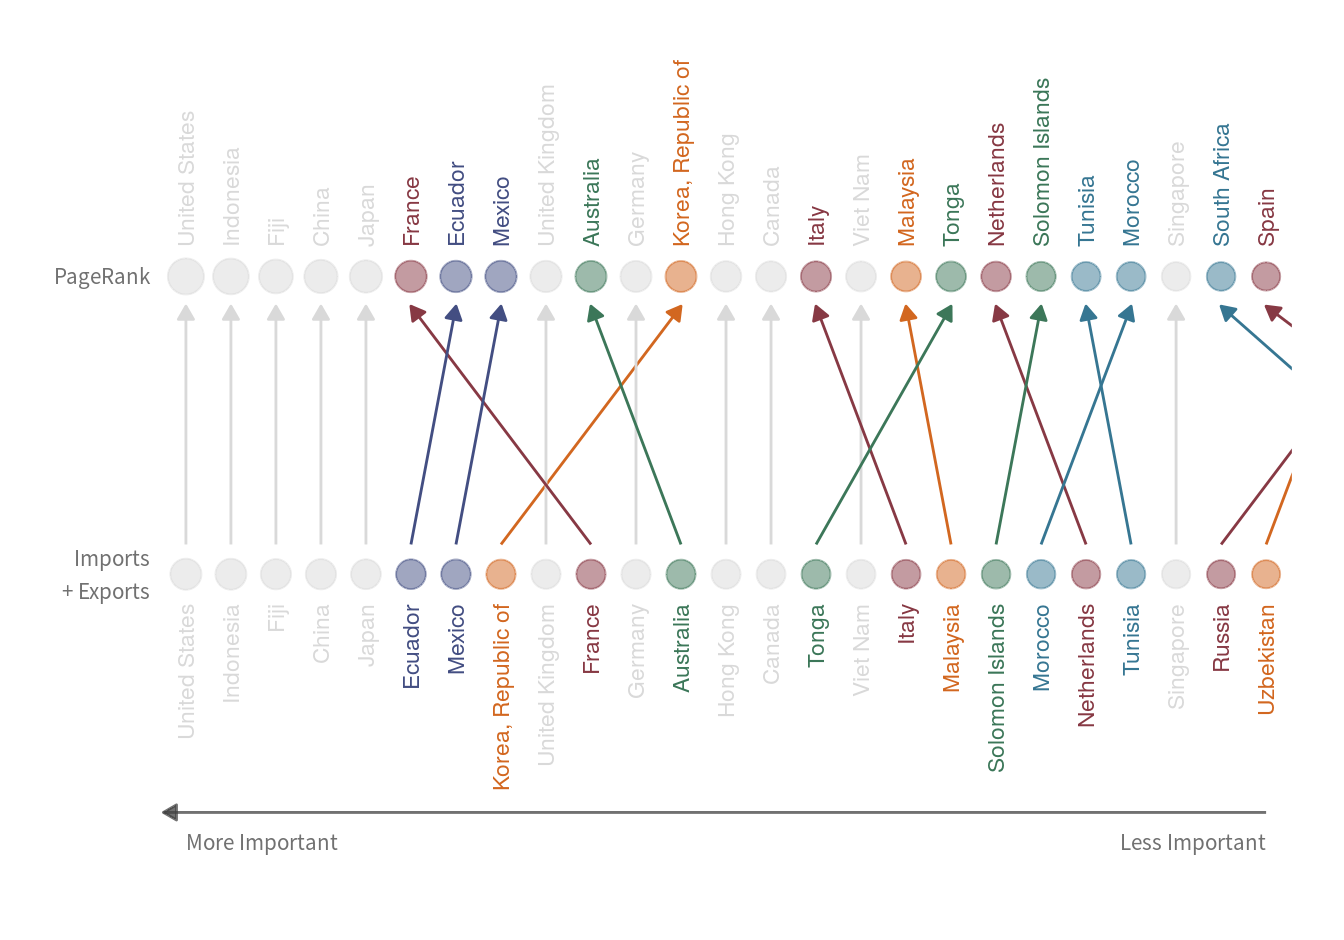 United States
Indonesia
Fiji
China
Japan
France
Ecuador
Mexico
United Kingdom
Australia
Germany
Korea, Republic of
Hong Kong
Canada
Italy
Viet Nam
Malaysia
Tonga
Netherlands
Solomon Islands
Tunisia
Morocco
Singapore
South Africa
Spain
PageRank
Imports
+ Exports
United States
Indonesia
Fiji
China
Japan
Ecuador
Mexico
Korea, Republic of
United Kingdom
France
Germany
Australia
Hong Kong
Canada
Tonga
Viet Nam
Italy
Malaysia
Solomon Islands
Morocco
Netherlands
Tunisia
Singapore
Russia
Uzbekistan
More Important
Less Important